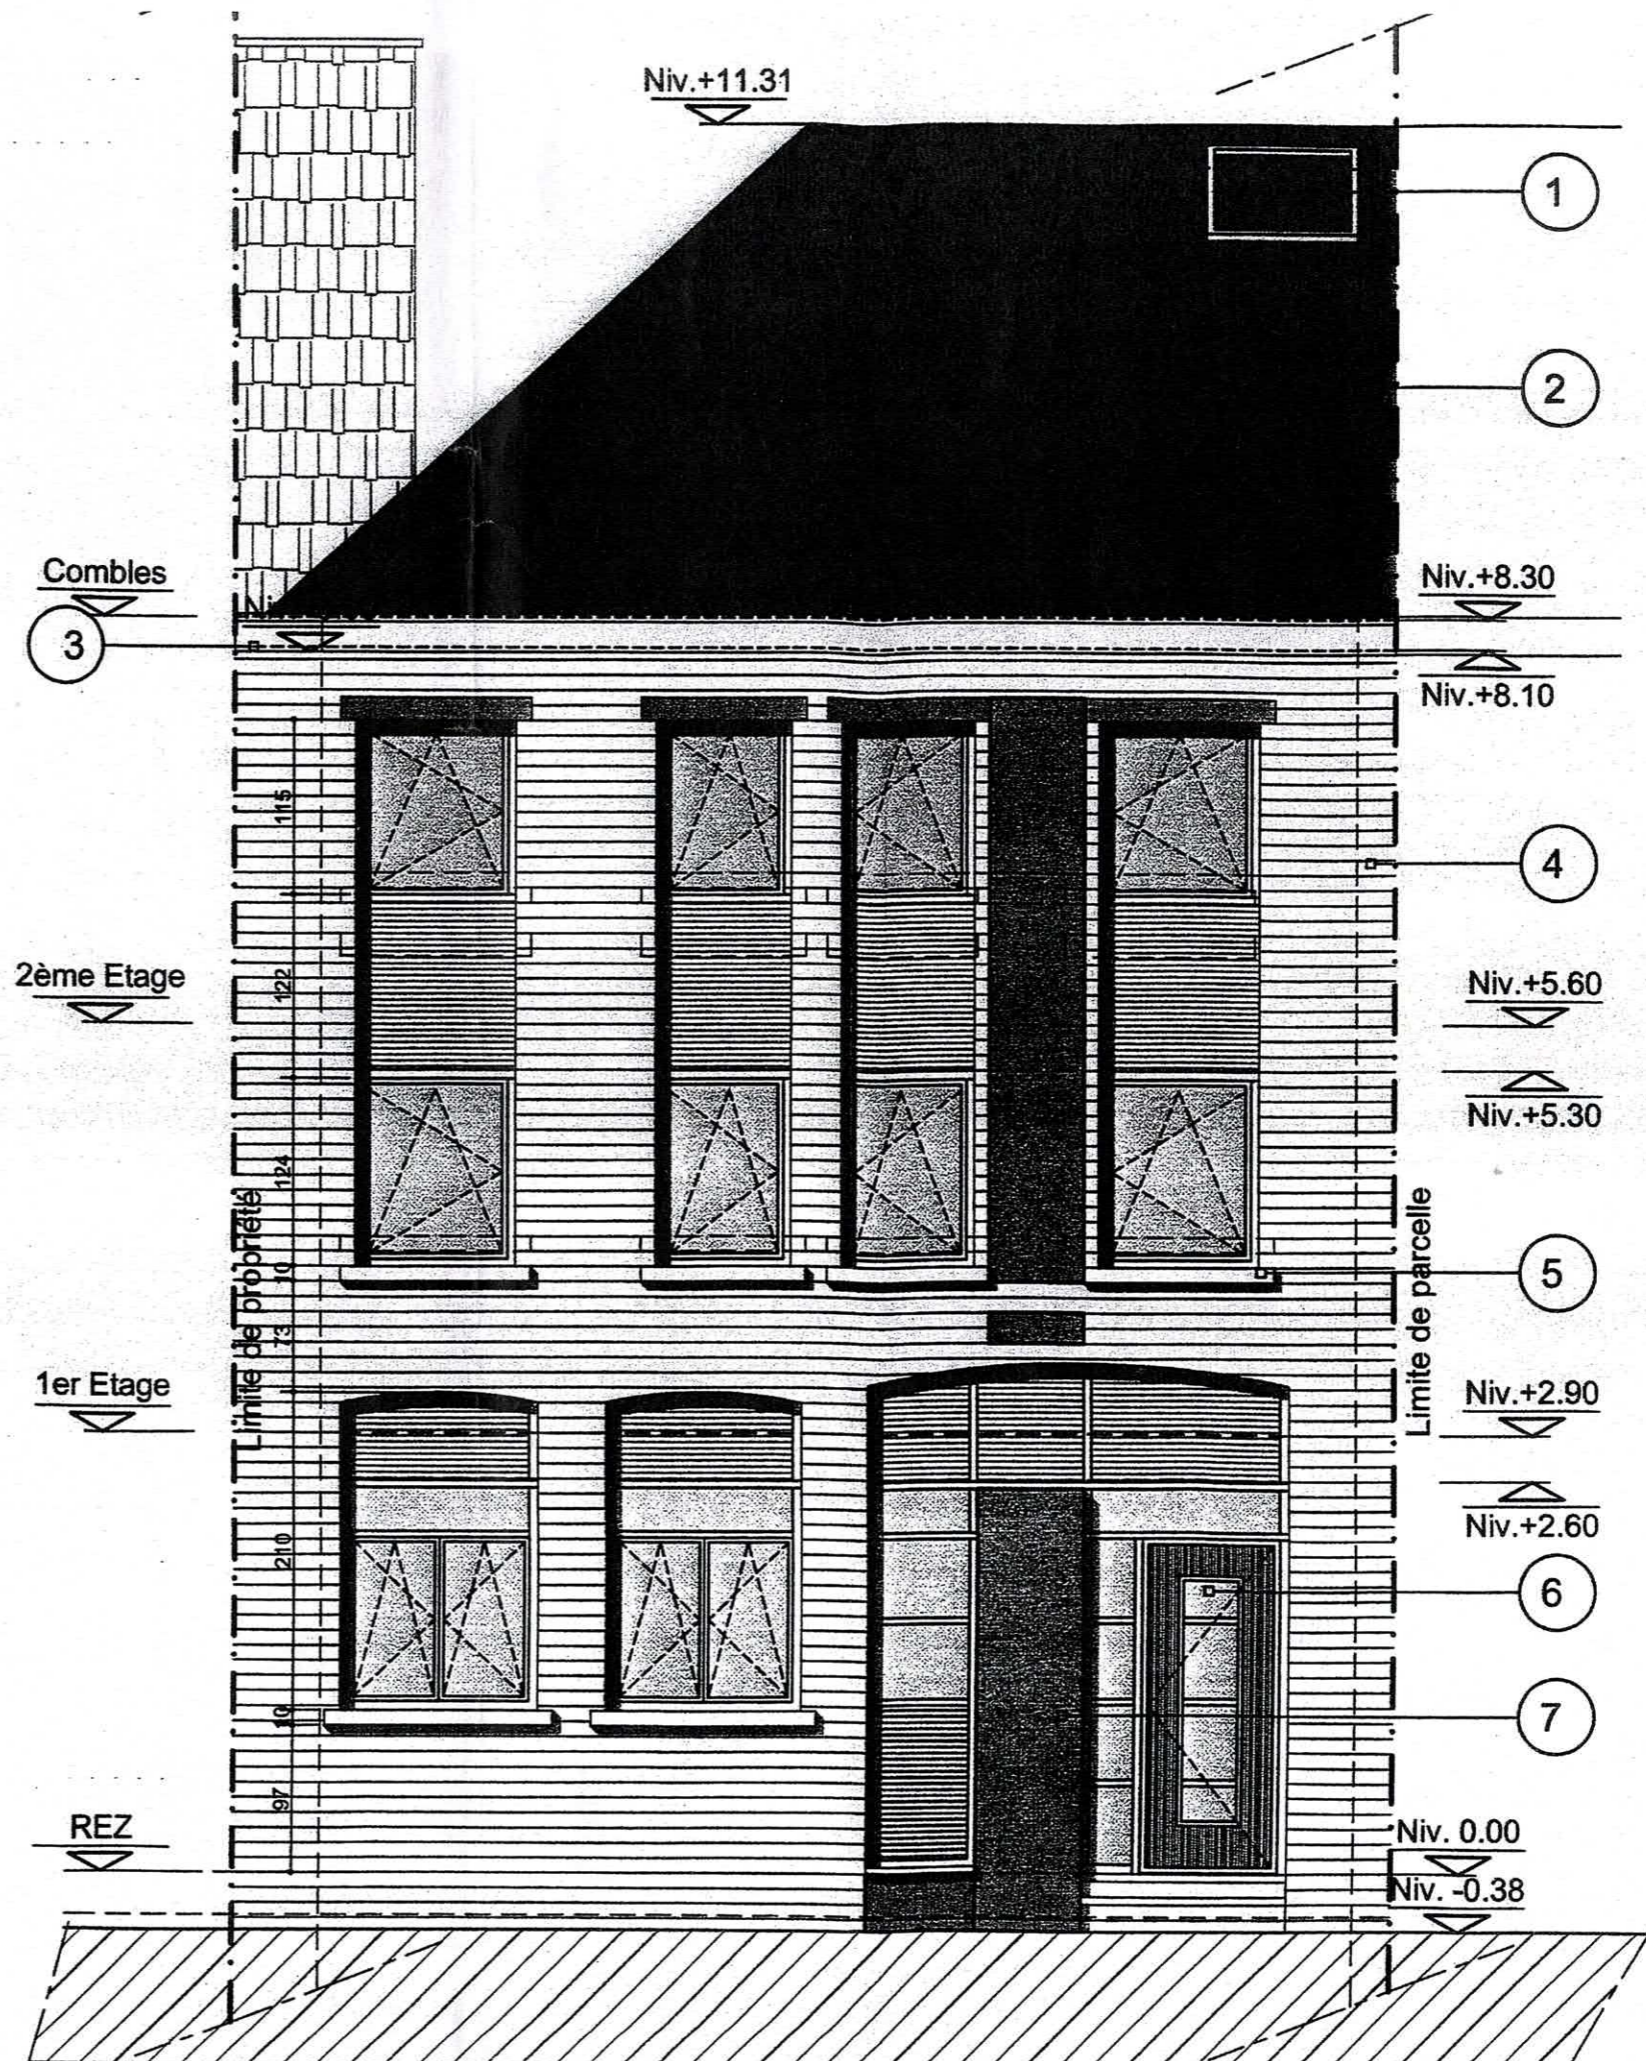 Niv.+11.31
1
2
Combles
Niv.+8.30
Ni
3
Niv.+8.10
115
4
2ème Etage
122
Niv.+5.60
Niv.+5.30
124
Limite de propriété
Limite de parcelle
10
5
73
1er Etage
Niv.+2.90
Niv.+2.60
210
6
10
7
97
REZ
Niv. 0.00
Niv. -0.38